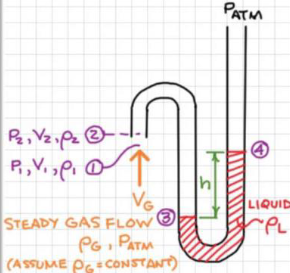 PATM
P₂, V₂, ρ₂ ②
P₁, V₁, ρ₁ ①
④
h
VG
③
LIQUID
ρL
STEADY GAS FLOW
ρG, PATM
(ASSUME ρG = CONSTANT)